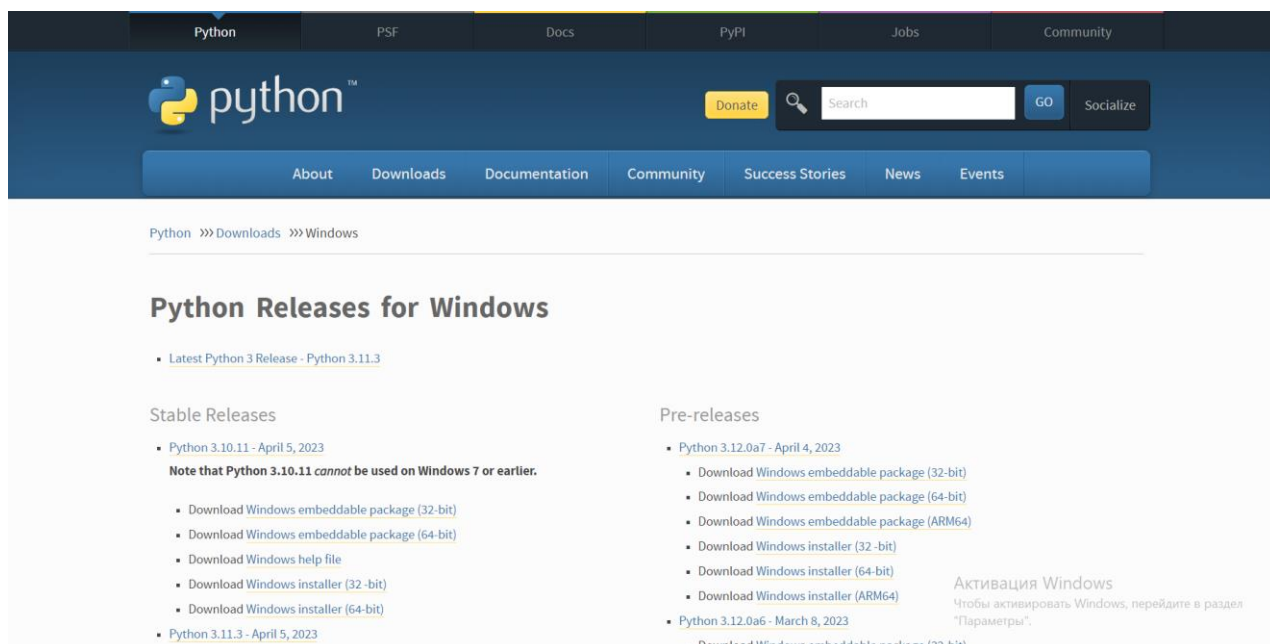 Python PSF Docs PyPI Jobs Community
python™
Donate Search GO Socialize
About Downloads Documentation Community Success Stories News Events
Python >>> Downloads >>> Windows
Python Releases for Windows
Latest Python 3 Release - Python 3.11.3
Stable Releases
Python 3.10.11 - April 5, 2023
Note that Python 3.10.11 cannot be used on Windows 7 or earlier.
Download Windows embeddable package (32-bit)
Download Windows embeddable package (64-bit)
Download Windows help file
Download Windows installer (32 -bit)
Download Windows installer (64-bit)
Python 3.11.3 - April 5, 2023
Pre-releases
Python 3.12.0a7 - April 4, 2023
Download Windows embeddable package (32-bit)
Download Windows embeddable package (64-bit)
Download Windows embeddable package (ARM64)
Download Windows installer (32 -bit)
Download Windows installer (64-bit)
Download Windows installer (ARM64)
Python 3.12.0a6 - March 8, 2023
Download Windows embeddable package (32-bit)
Активация Windows
Чтобы активировать Windows, перейдите в раздел
"Параметры".